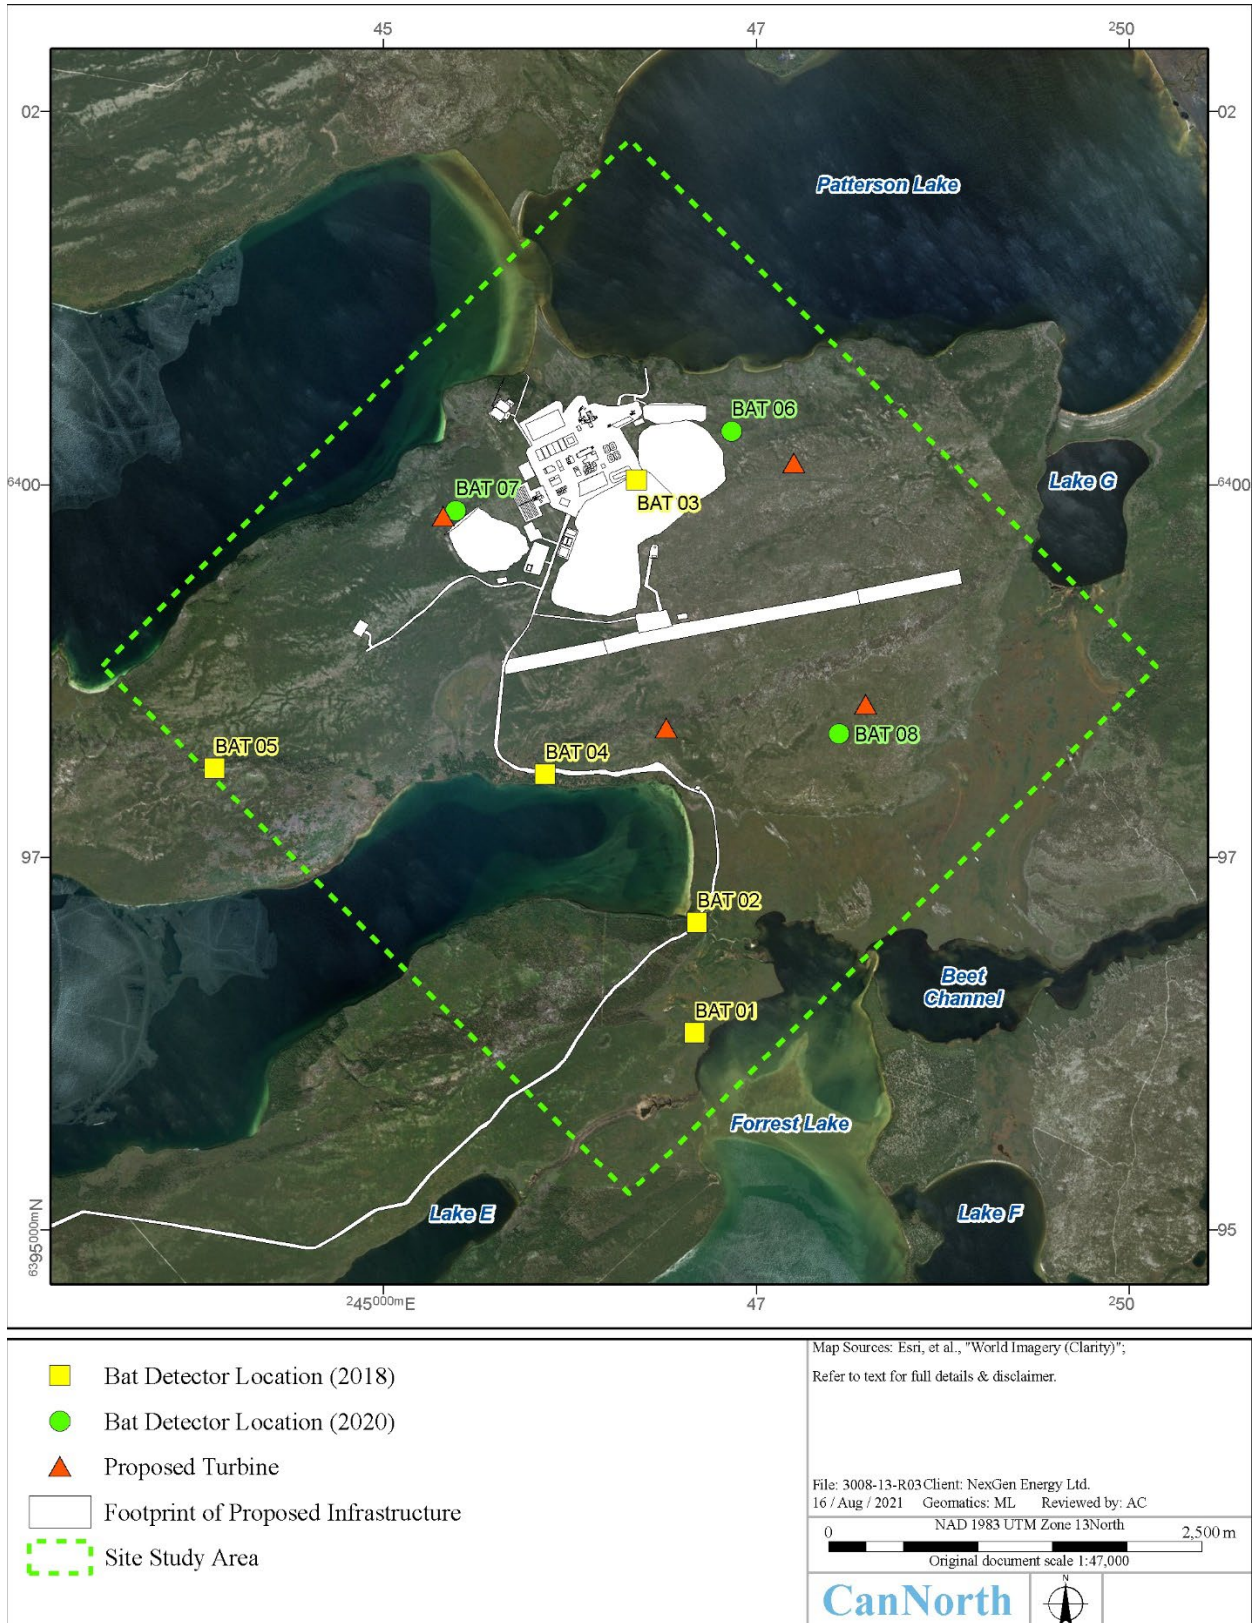 45 47 250
02 02
Patterson Lake
BAT 06
6400 6400
Lake G
BAT 07
BAT 03
BAT 08
BAT 04
BAT 05
97 97
BAT 02
Beet
Channel
BAT 01
Forrest Lake
Lake E
Lake F
6395000mN 95
245000mE 47 250
Bat Detector Location (2018)
Bat Detector Location (2020)
Proposed Turbine
Footprint of Proposed Infrastructure
Site Study Area
Map Sources: Esri, et al., "World Imagery (Clarity)";
Refer to text for full details & disclaimer.
File: 3008-13-R03 Client: NexGen Energy Ltd.
16 / Aug / 2021 Geomatics: ML Reviewed by: AC
NAD 1983 UTM Zone 13North
0 2,500 m
Original document scale 1:47,000
CanNorth
N